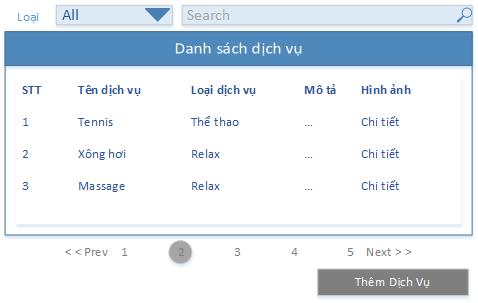 Loại All Search
Danh sách dịch vụ
STT Tên dịch vụ Loại dịch vụ Mô tả Hình ảnh
1 Tennis Thể thao ... Chi tiết
2 Xông hơi Relax ... Chi tiết
3 Massage Relax ... Chi tiết
< < Prev 1 2 3 4 5 Next > >
Thêm Dịch Vụ